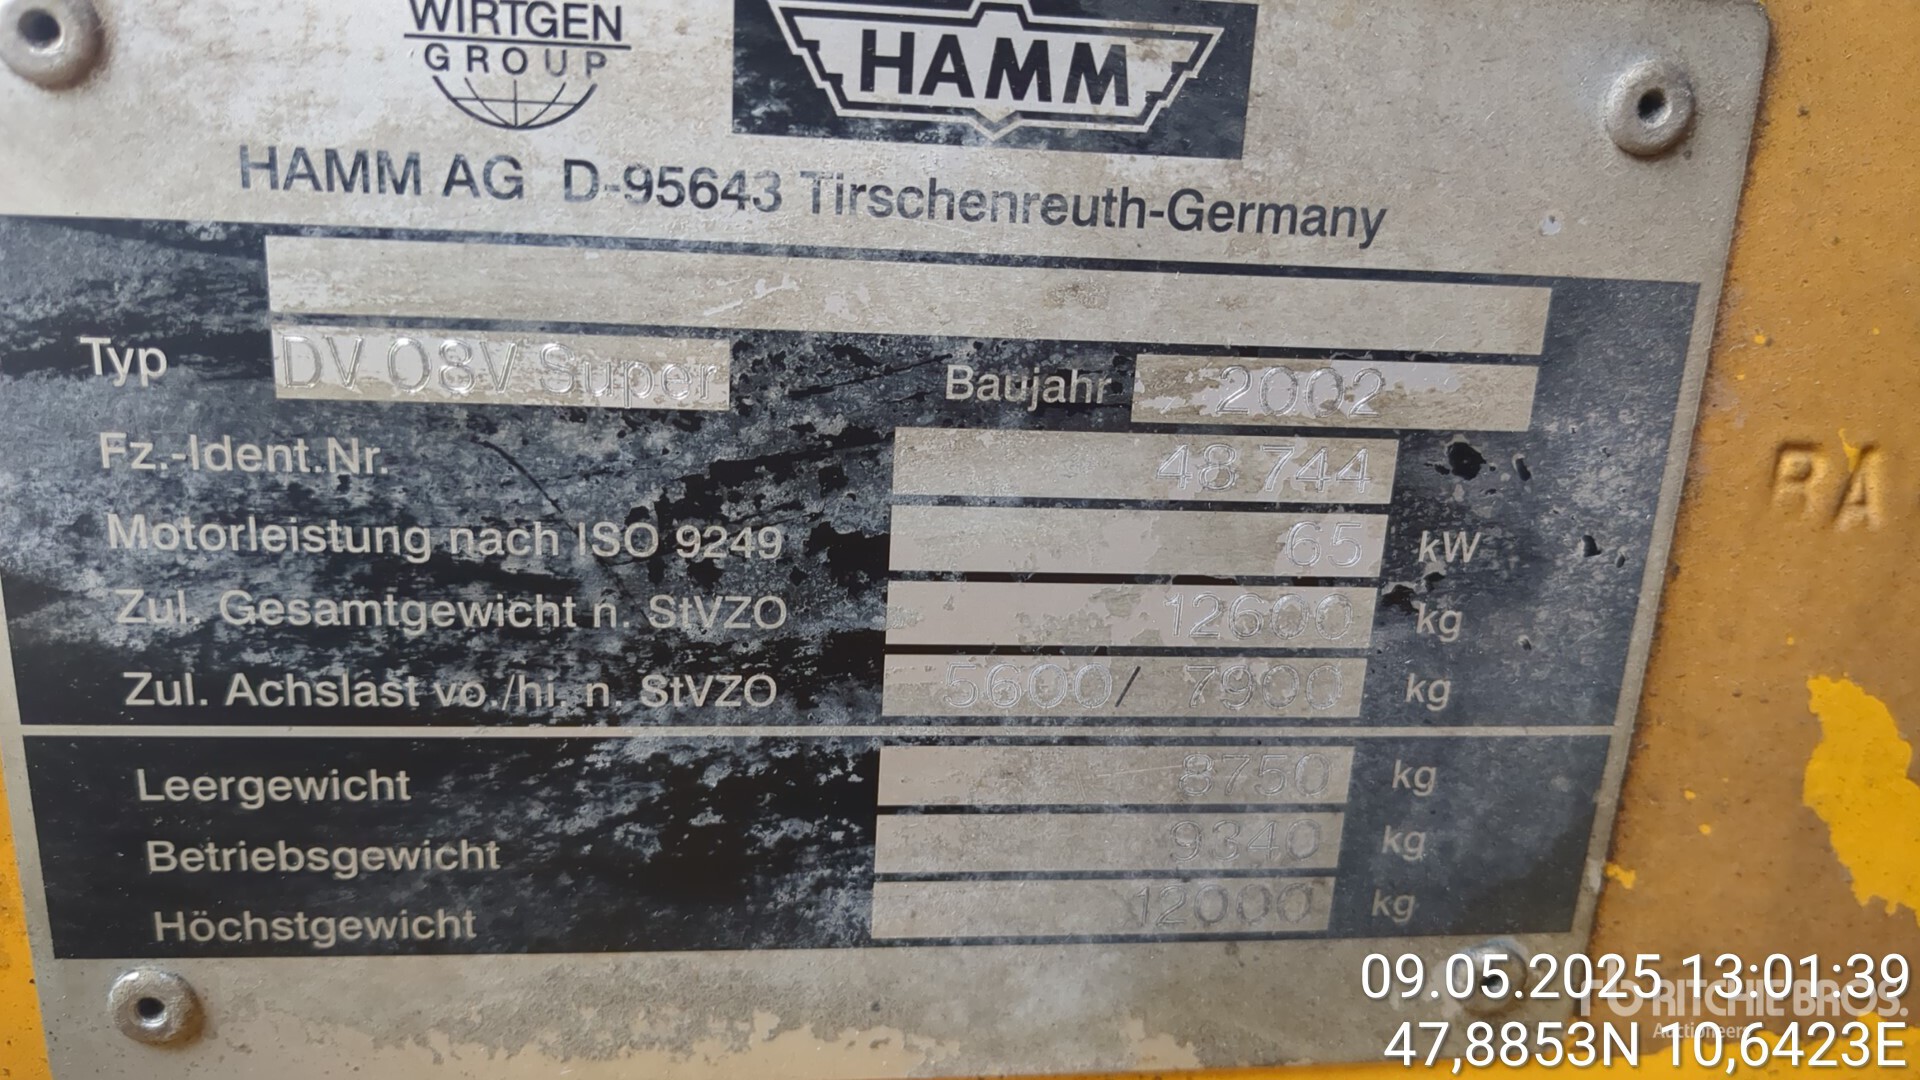 WIRTGEN
GROUP
HAMM
HAMM AG D-95643 Tirschenreuth-Germany
Typ DV 08V Super Baujahr 2002
Fz.-Ident.Nr. 48 744
Motorleistung nach ISO 9249 65 kW
Zul. Gesamtgewicht n. StVZO 12600 kg
Zul. Achslast vo./hi. n. StVZO 5600/ 7900 kg
Leergewicht 8750 kg
Betriebsgewicht 9340 kg
Höchstgewicht 12000 kg
RA
09.05.2025 13:01:39
RITCHIE BROS.
Auctioneers
47,8853N 10,6423E